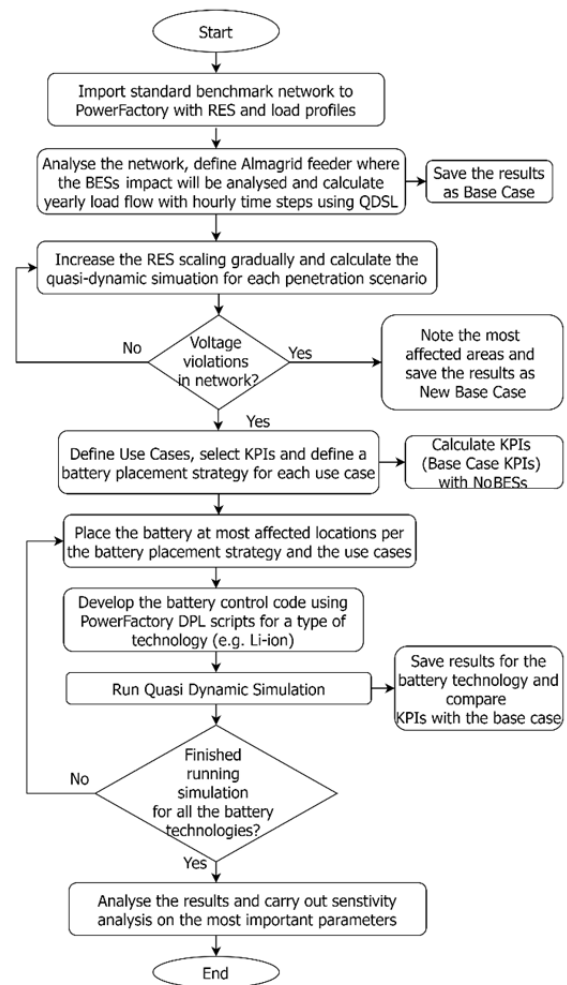 Start
Import standard benchmark network to
PowerFactory with RES and load profiles
Analyse the network, define Almagrid feeder where
the BESs impact will be analysed and calculate
yearly load flow with hourly time steps using QDSL
Save the results
as Base Case
Increase the RES scaling gradually and calculate the
quasi-dynamic simuation for each penetration scenario
No
Voltage
violations
in network?
Yes
Note the most
affected areas and
save the results as
New Base Case
Yes
Define Use Cases, select KPIs and define a
battery placement strategy for each use case
Calculate KPIs
(Base Case KPIs)
with NoBESs
Place the battery at most affected locations per
the battery placement strategy and the use cases
Develop the battery control code using
PowerFactory DPL scripts for a type of
technology (e.g. Li-ion)
Run Quasi Dynamic Simulation
Save results for the
battery technology and
compare
KPIs with the base case
No
Finished
running
simulation
for all the battery
technologies?
Yes
Analyse the results and carry out senstivity
analysis on the most important parameters
End